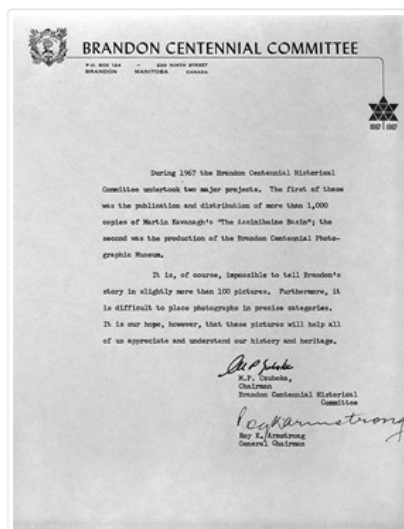 BRANDON CENTENNIAL COMMITTEE
P.O. BOX 124 — 230 NINTH STREET
BRANDON MANITOBA CANADA
1867 1967
During 1967 the Brandon Centennial Historical
Committee undertook two major projects. The first of these
was the publication and distribution of more than 1,000
copies of Martin Kavanagh's "The Assiniboine Basin"; the
second was the production of the Brandon Centennial Photo-
graphic Museum.
It is, of course, impossible to tell Brandon's
story in slightly more than 100 pictures. Furthermore, it
is difficult to place photographs in precise categories.
It is our hope, however, that these pictures will help all
of us appreciate and understand our history and heritage.
M.P. Czuboka,
Chairman
Brandon Centennial Historical
Committee
Roy K. Armstrong
Roy K. Armstrong
General Chairman